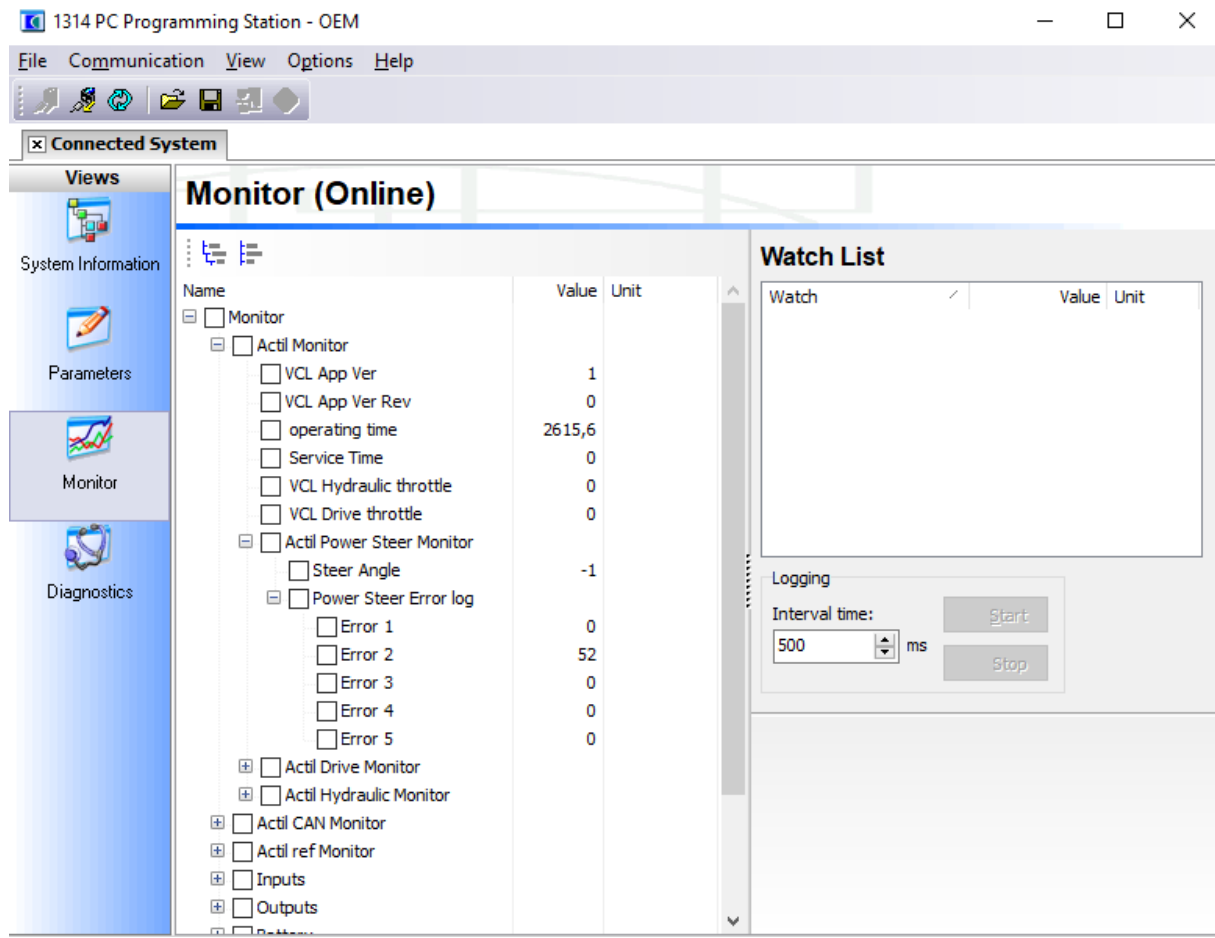 1314 PC Programming Station - OEM
File Communication View Options Help
Connected System
Views
System Information
Parameters
Monitor
Diagnostics
Monitor (Online)
Name Value Unit
Monitor
Actil Monitor
VCL App Ver 1
VCL App Ver Rev 0
operating time 2615,6
Service Time 0
VCL Hydraulic throttle 0
VCL Drive throttle 0
Actil Power Steer Monitor
Steer Angle -1
Power Steer Error log
Error 1 0
Error 2 52
Error 3 0
Error 4 0
Error 5 0
Actil Drive Monitor
Actil Hydraulic Monitor
Actil CAN Monitor
Actil ref Monitor
Inputs
Outputs
Watch List
Watch Value Unit
Logging
Interval time:
500 ms
Start
Stop